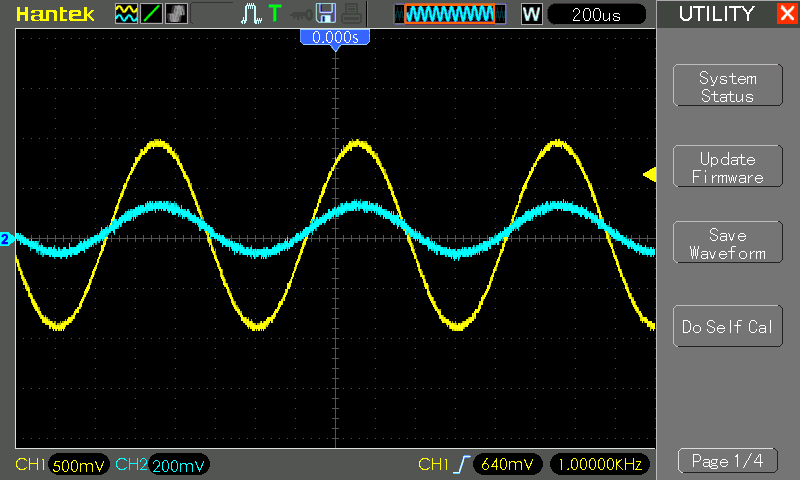 Hantek
T
W
200us
UTILITY
0.000s
System
Status
Update
Firmware
2
Save
Waveform
Do Self Cal
CH1 500mV CH2 200mV CH1 640mV 1.00000KHz
Page 1/4